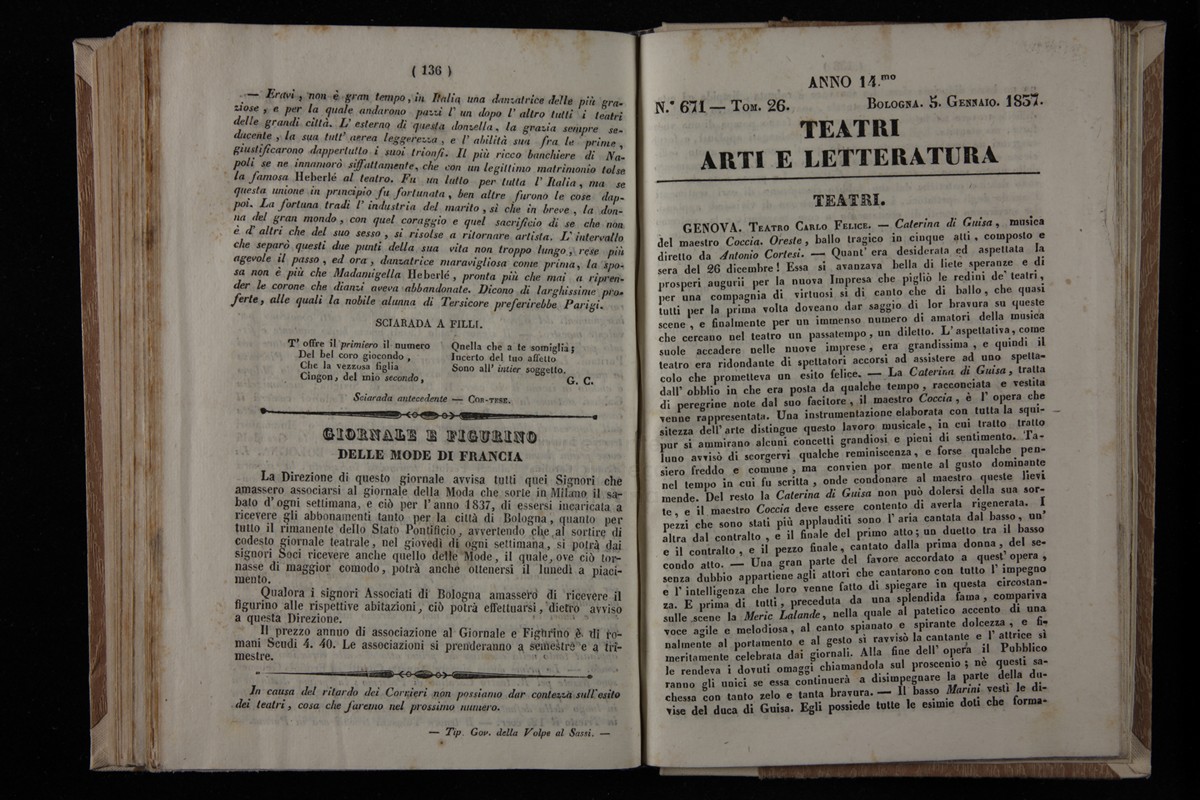 ( 136 )
— Eravi, non è gran tempo, in Italia una danzatrice delle più gra-
ziose, e per la quale andarono pazzi l'un dopo l'altro tutti i teatri
delle grandi città. L'esterno di questa donzella, la grazia sempre se-
ducente, la sua tutt'aerea leggerezza, e l'abilità sua fra le prime,
giustificarono dappertutto i suoi trionfi. Il più ricco banchiere di Na-
poli se ne innamorò siffattamente, che con un legittimo matrimonio tolse
la famosa Heberlé al teatro. Fu un lutto per tutta l'Italia, ma se
questa unione in principio fu fortunata, ben altre furono le cose dap-
poi. La fortuna tradì l'industria del marito, sì che in breve, la don-
na del gran mondo, con quel coraggio e quel sacrificio di se che non
è d'altri che del suo sesso, si risolse a ritornare artista. L'intervallo
che separò questi due punti della sua vita non troppo lungo, rese più
agevole il passo, ed ora, danzatrice maravigliosa come prima, la spo-
sa non è più che Madamigella Heberlé, pronta più che mai a ripren-
der le corone che dianzi aveva abbandonate. Dicono di larghissime pro-
ferte, alle quali la nobile alunna di Tersicore preferirebbe Parigi.
SCIARADA A FILLI.
T' offre il primiero il numero
Del bel coro giocondo,
Che la vezzosa figlia
Cingon, del mio secondo,
Quella che a te somiglia;
Incerto del tuo affetto
Sono all' intier soggetto.
G. C.
Sciarada antecedente — Cor-tese.
GIORNALE E FIGURINO
DELLE MODE DI FRANCIA
La Direzione di questo giornale avvisa tutti quei Signori che
amassero associarsi al giornale della Moda che sorte in Milano il sa-
bato d'ogni settimana, e ciò per l'anno 1837, di essersi incaricata a
ricevere gli abbonamenti tanto per la città di Bologna, quanto per
tutto il rimanente dello Stato Pontificio, avvertendo che al sortire di
codesto giornale teatrale, nel giovedì di ogni settimana, si potrà dai
signori Soci ricevere anche quello delle Mode, il quale, ove ciò tor-
nasse di maggior comodo, potrà anche ottenersi il lunedì a piaci-
mento.
Qualora i signori Associati di Bologna amassero di ricevere il
figurino alle rispettive abitazioni, ciò potrà effettuarsi, dietro avviso
a questa Direzione.
Il prezzo annuo di associazione al Giornale e Figurino è di ro-
mani Scudi 4. 40. Le associazioni si prenderanno a semestre e a tri-
mestre.
In causa del ritardo dei Corrieri non possiamo dar contezza sull'esito
dei teatri, cosa che faremo nel prossimo numero.
— Tip. Gov. della Volpe al Sassi. —
ANNO 14.mo
N.° 671 — Tom. 26. Bologna. 5. Gennaio. 1837.
TEATRI
ARTI E LETTERATURA
TEATRI.
GENOVA. Teatro Carlo Felice. — Caterina di Guisa, musica
del maestro Coccia. Oreste, ballo tragico in cinque atti, composto e
diretto da Antonio Cortesi. — Quant' era desiderata ed aspettata la
sera del 26 dicembre! Essa si avanzava bella di liete speranze e di
prosperi augurii per la nuova Impresa che pigliò le redini de' teatri,
per una compagnia di virtuosi sì di canto che di ballo, che quasi
tutti per la prima volta doveano dar saggio di lor bravura su queste
scene, e finalmente per un immenso numero di amatori della musica
che cercano nel teatro un passatempo, un diletto. L'aspettativa, come
suole accadere nelle nuove imprese, era grandissima, e quindi il
teatro era ridondante di spettatori accorsi ad assistere ad uno spetta-
colo che prometteva un esito felice. — La Caterina di Guisa, tratta
dall' obblio in che era posta da qualche tempo, racconciata e vestita
di peregrine note dal suo facitore, il maestro Coccia, è l' opera che
venne rappresentata. Una instrumentazione elaborata con tutta la squi-
sitezza dell'arte distingue questo lavoro musicale, in cui tratto tratto
pur si ammirano alcuni concetti grandiosi e pieni di sentimento. Ta-
luno avvisò di scorgervi qualche reminiscenza, e forse qualche pen-
siero freddo e comune, ma convien por mente al gusto dominante
nel tempo in cui fu scritta, onde condonare al maestro queste lievi
mende. Del resto la Caterina di Guisa non può dolersi della sua sor-
te, e il maestro Coccia deve essere contento di averla rigenerata. I
pezzi che sono stati più applauditi sono l' aria cantata dal basso, un'
altra dal contralto, e il finale del primo atto; un duetto tra il basso
e il contralto, e il pezzo finale, cantato dalla prima donna, del se-
condo atto. — Una gran parte del favore accordato a quest' opera,
senza dubbio appartiene agli attori che cantarono con tutto l' impegno
e l' intelligenza che loro venne fatto di spiegare in questa circostan-
za. E prima di tutti, preceduta da una splendida fama, compariva
sulle scene la Meric Lalande, nella quale al patetico accento di una
voce agile e melodiosa, al canto spianato e spirante dolcezza, e fi-
nalmente al portamento e al gesto si ravvisò la cantante e l' attrice sì
meritamente celebrata dai giornali. Alla fine dell' opera il Pubblico
le rendeva i dovuti omaggi chiamandola sul proscenio; nè questi sa-
ranno gli unici se essa continuerà a disimpegnare la parte della du-
chessa con tanto zelo e tanta bravura. — Il basso Marini vestì le di-
vise del duca di Guisa. Egli possiede tutte le esimie doti che forma-